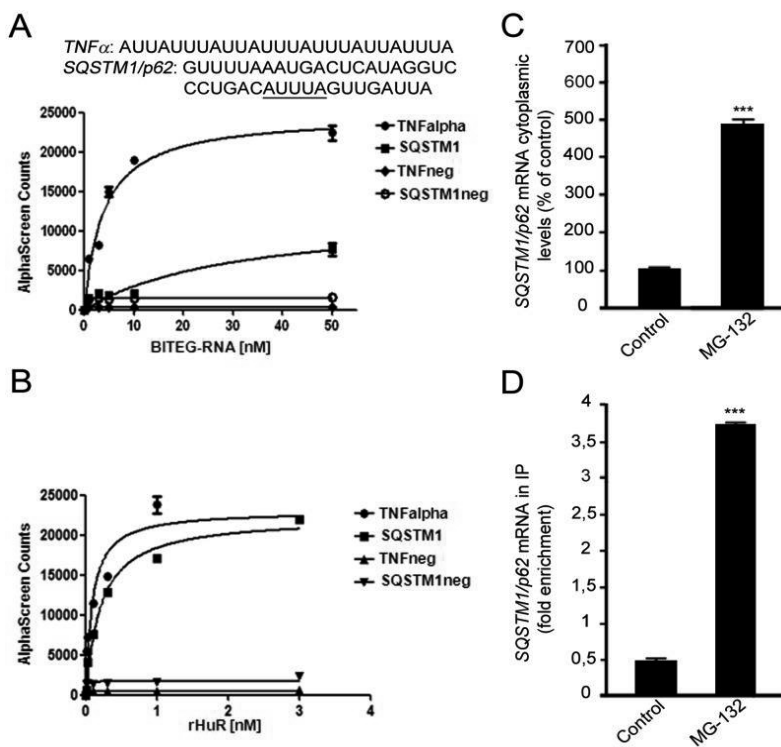 A
TNFα: AUUAUUUAUUAUUUAUUUAUUAUUUA
SQSTM1/p62: GUUUUAAAUGACUCAUAGGUC
CCUGACAUUUAGUUGAUUA
25000
20000
15000
10000
5000
0
AlphaScreen Counts
0 10 20 30 40 50 60
BITEG-RNA [nM]
TNFalpha
SQSTM1
TNFneg
SQSTM1neg
B
25000
20000
15000
10000
5000
0
AlphaScreen Counts
0 1 2 3 4
rHuR [nM]
TNFalpha
SQSTM1
TNFneg
SQSTM1neg
C
SQSTM1/p62 mRNA cytoplasmic
levels (% of control)
700
600
500
400
300
200
100
0
***
Control
MG-132
D
SQSTM1/p62 mRNA in IP
(fold enrichment)
4
3,5
3
2,5
2
1,5
1
0,5
0
***
Control
MG-132